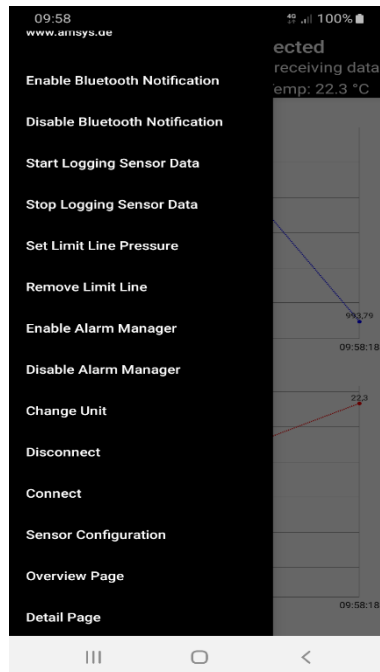 09:58
4G 100%
www.amsys.de
ected
receiving data
emp: 22.3 °C
Enable Bluetooth Notification
Disable Bluetooth Notification
Start Logging Sensor Data
Stop Logging Sensor Data
Set Limit Line Pressure
Remove Limit Line
993,79
Enable Alarm Manager
09:58:18
Disable Alarm Manager
22,3
Change Unit
Disconnect
Connect
Sensor Configuration
Overview Page
09:58:18
Detail Page